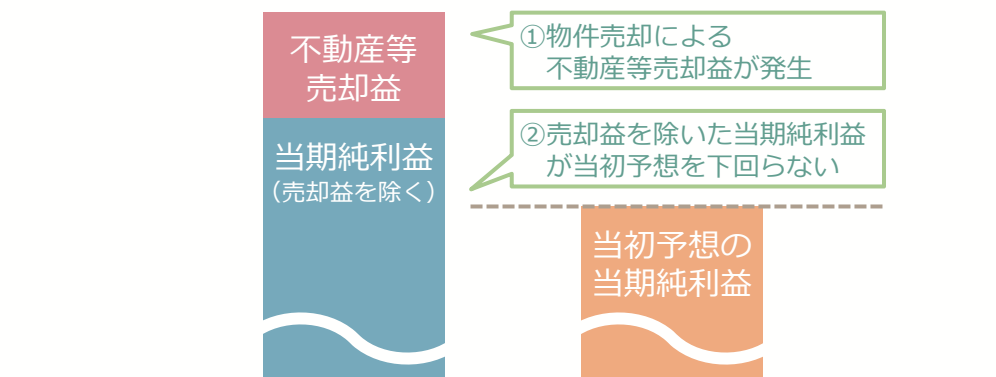 不動産等
売却益
当期純利益
（売却益を除く）
①物件売却による
不動産等売却益が発生
②売却益を除いた当期純利益
が当初予想を下回らない
当初予想の
当期純利益